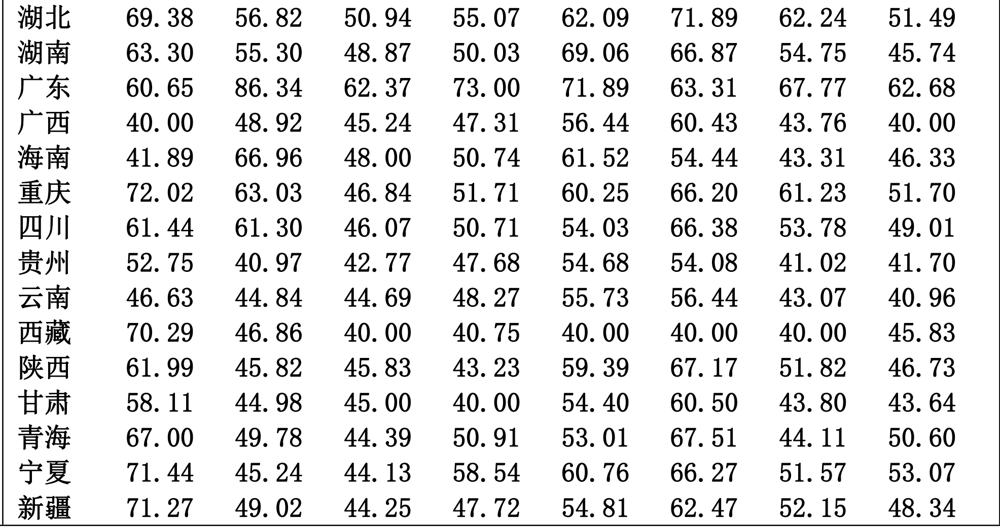 湖北 69.38 56.82 50.94 55.07 62.09 71.89 62.24 51.49
湖南 63.30 55.30 48.87 50.03 69.06 66.87 54.75 45.74
广东 60.65 86.34 62.37 73.00 71.89 63.31 67.77 62.68
广西 40.00 48.92 45.24 47.31 56.44 60.43 43.76 40.00
海南 41.89 66.96 48.00 50.74 61.52 54.44 43.31 46.33
重庆 72.02 63.03 46.84 51.71 60.25 66.20 61.23 51.70
四川 61.44 61.30 46.07 50.71 54.03 66.38 53.78 49.01
贵州 52.75 40.97 42.77 47.68 54.68 54.08 41.02 41.70
云南 46.63 44.84 44.69 48.27 55.73 56.44 43.07 40.96
西藏 70.29 46.86 40.00 40.75 40.00 40.00 40.00 45.83
陕西 61.99 45.82 45.83 43.23 59.39 67.17 51.82 46.73
甘肃 58.11 44.98 45.00 40.00 54.40 60.50 43.80 43.64
青海 67.00 49.78 44.39 50.91 53.01 67.51 44.11 50.60
宁夏 71.44 45.24 44.13 58.54 60.76 66.27 51.57 53.07
新疆 71.27 49.02 44.25 47.72 54.81 62.47 52.15 48.34